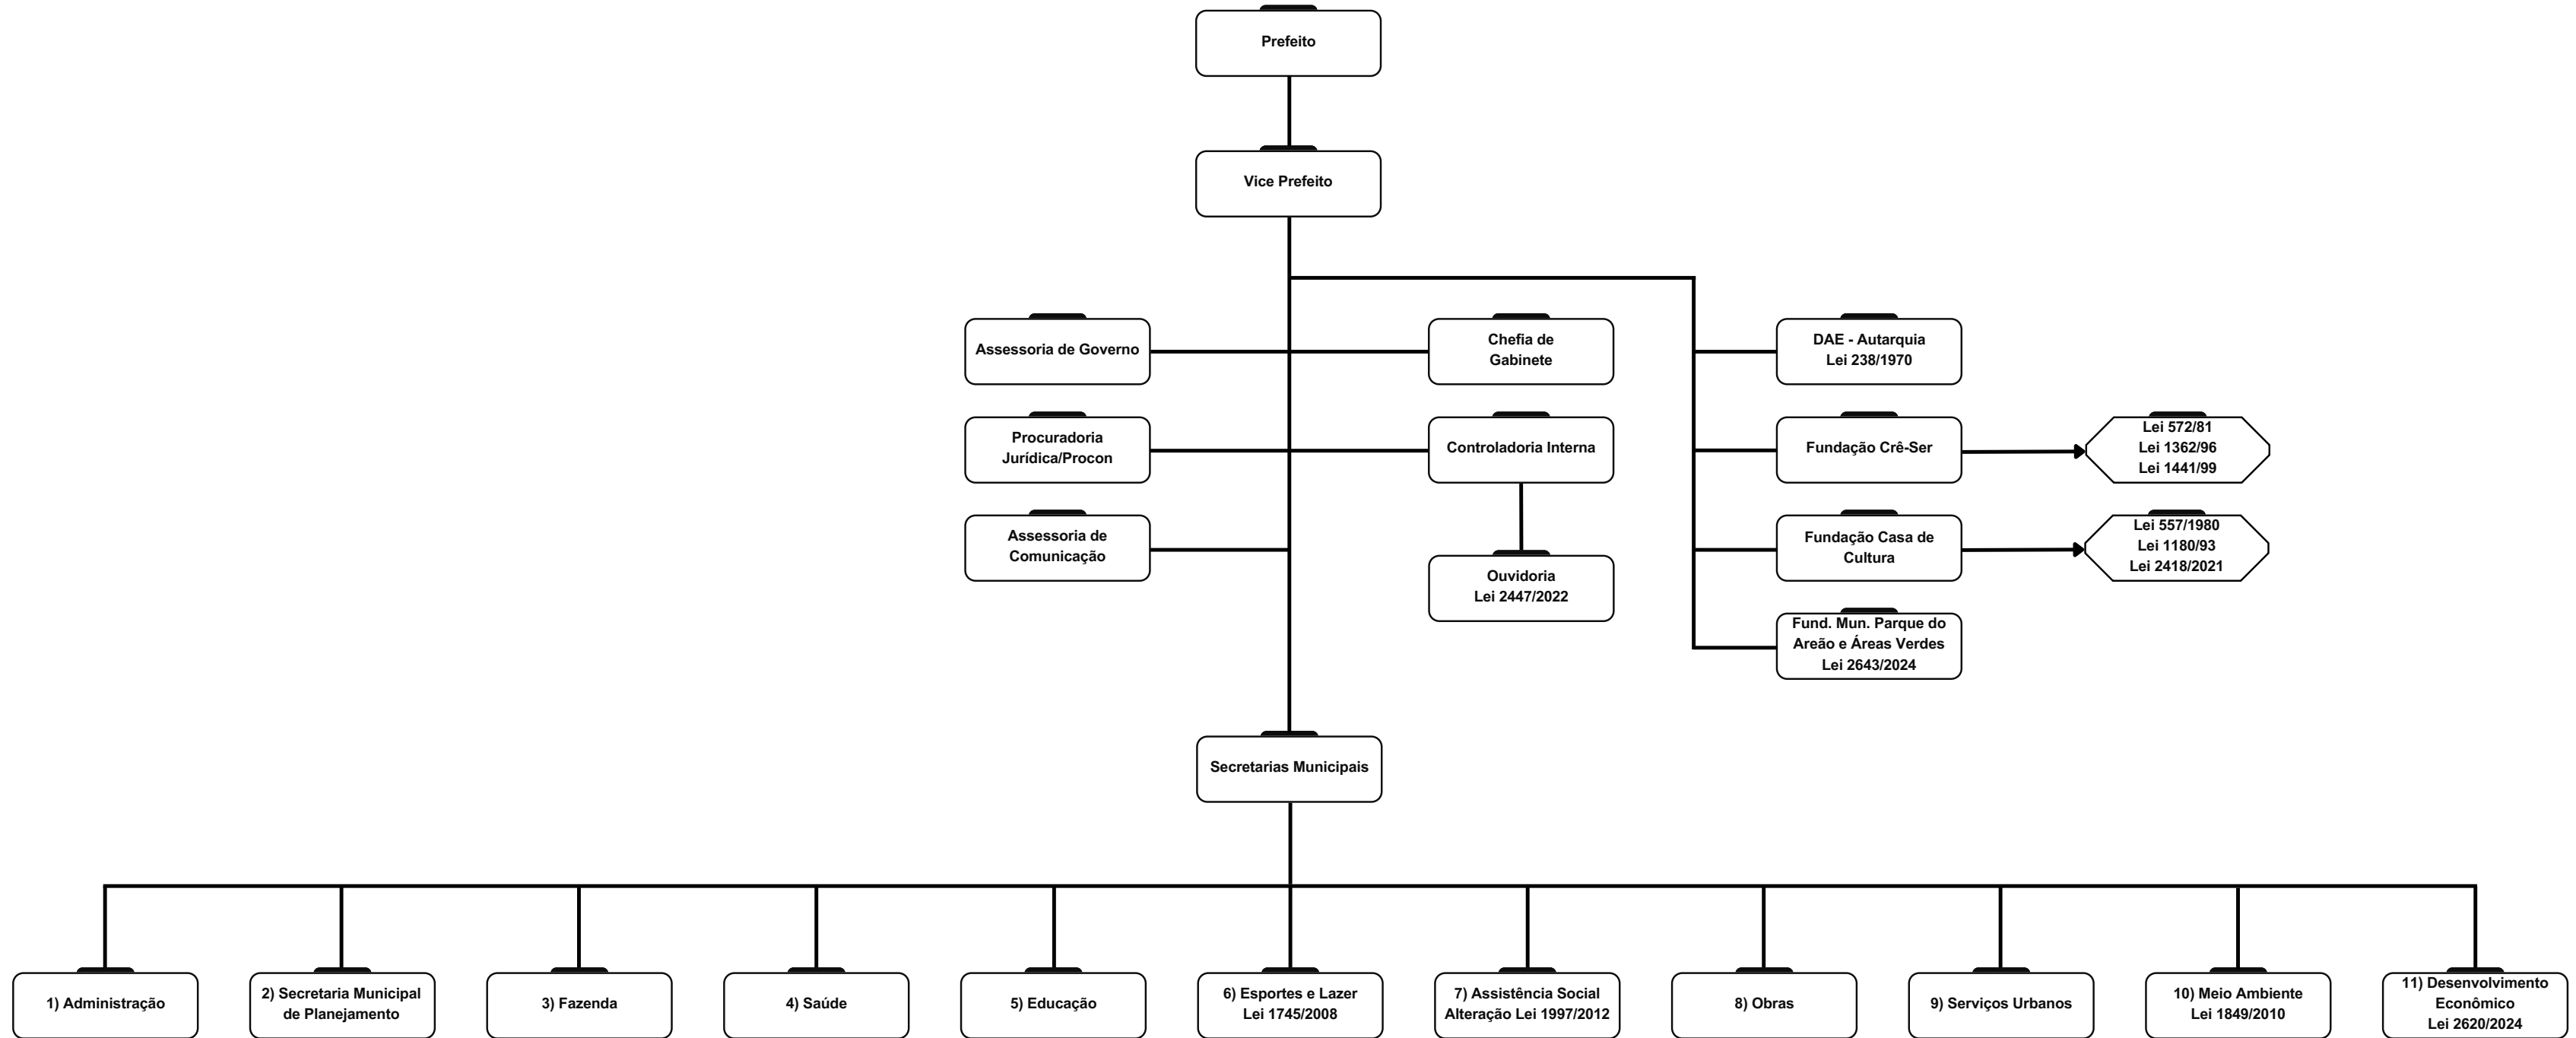 Prefeito
Vice Prefeito
Assessoria de Governo
Chefia de
Gabinete
DAE - Autarquia
Lei 238/1970
Procuradoria
Jurídica/Procon
Controladoria Interna
Fundação Crê-Ser
Lei 572/81
Lei 1362/96
Lei 1441/99
Assessoria de
Comunicação
Ouvidoria
Lei 2447/2022
Fundação Casa de
Cultura
Lei 557/1980
Lei 1180/93
Lei 2418/2021
Fund. Mun. Parque do
Areão e Áreas Verdes
Lei 2643/2024
Secretarias Municipais
1) Administração
2) Secretaria Municipal
de Planejamento
3) Fazenda
4) Saúde
5) Educação
6) Esportes e Lazer
Lei 1745/2008
7) Assistência Social
Alteração Lei 1997/2012
8) Obras
9) Serviços Urbanos
10) Meio Ambiente
Lei 1849/2010
11) Desenvolvimento
Econômico
Lei 2620/2024